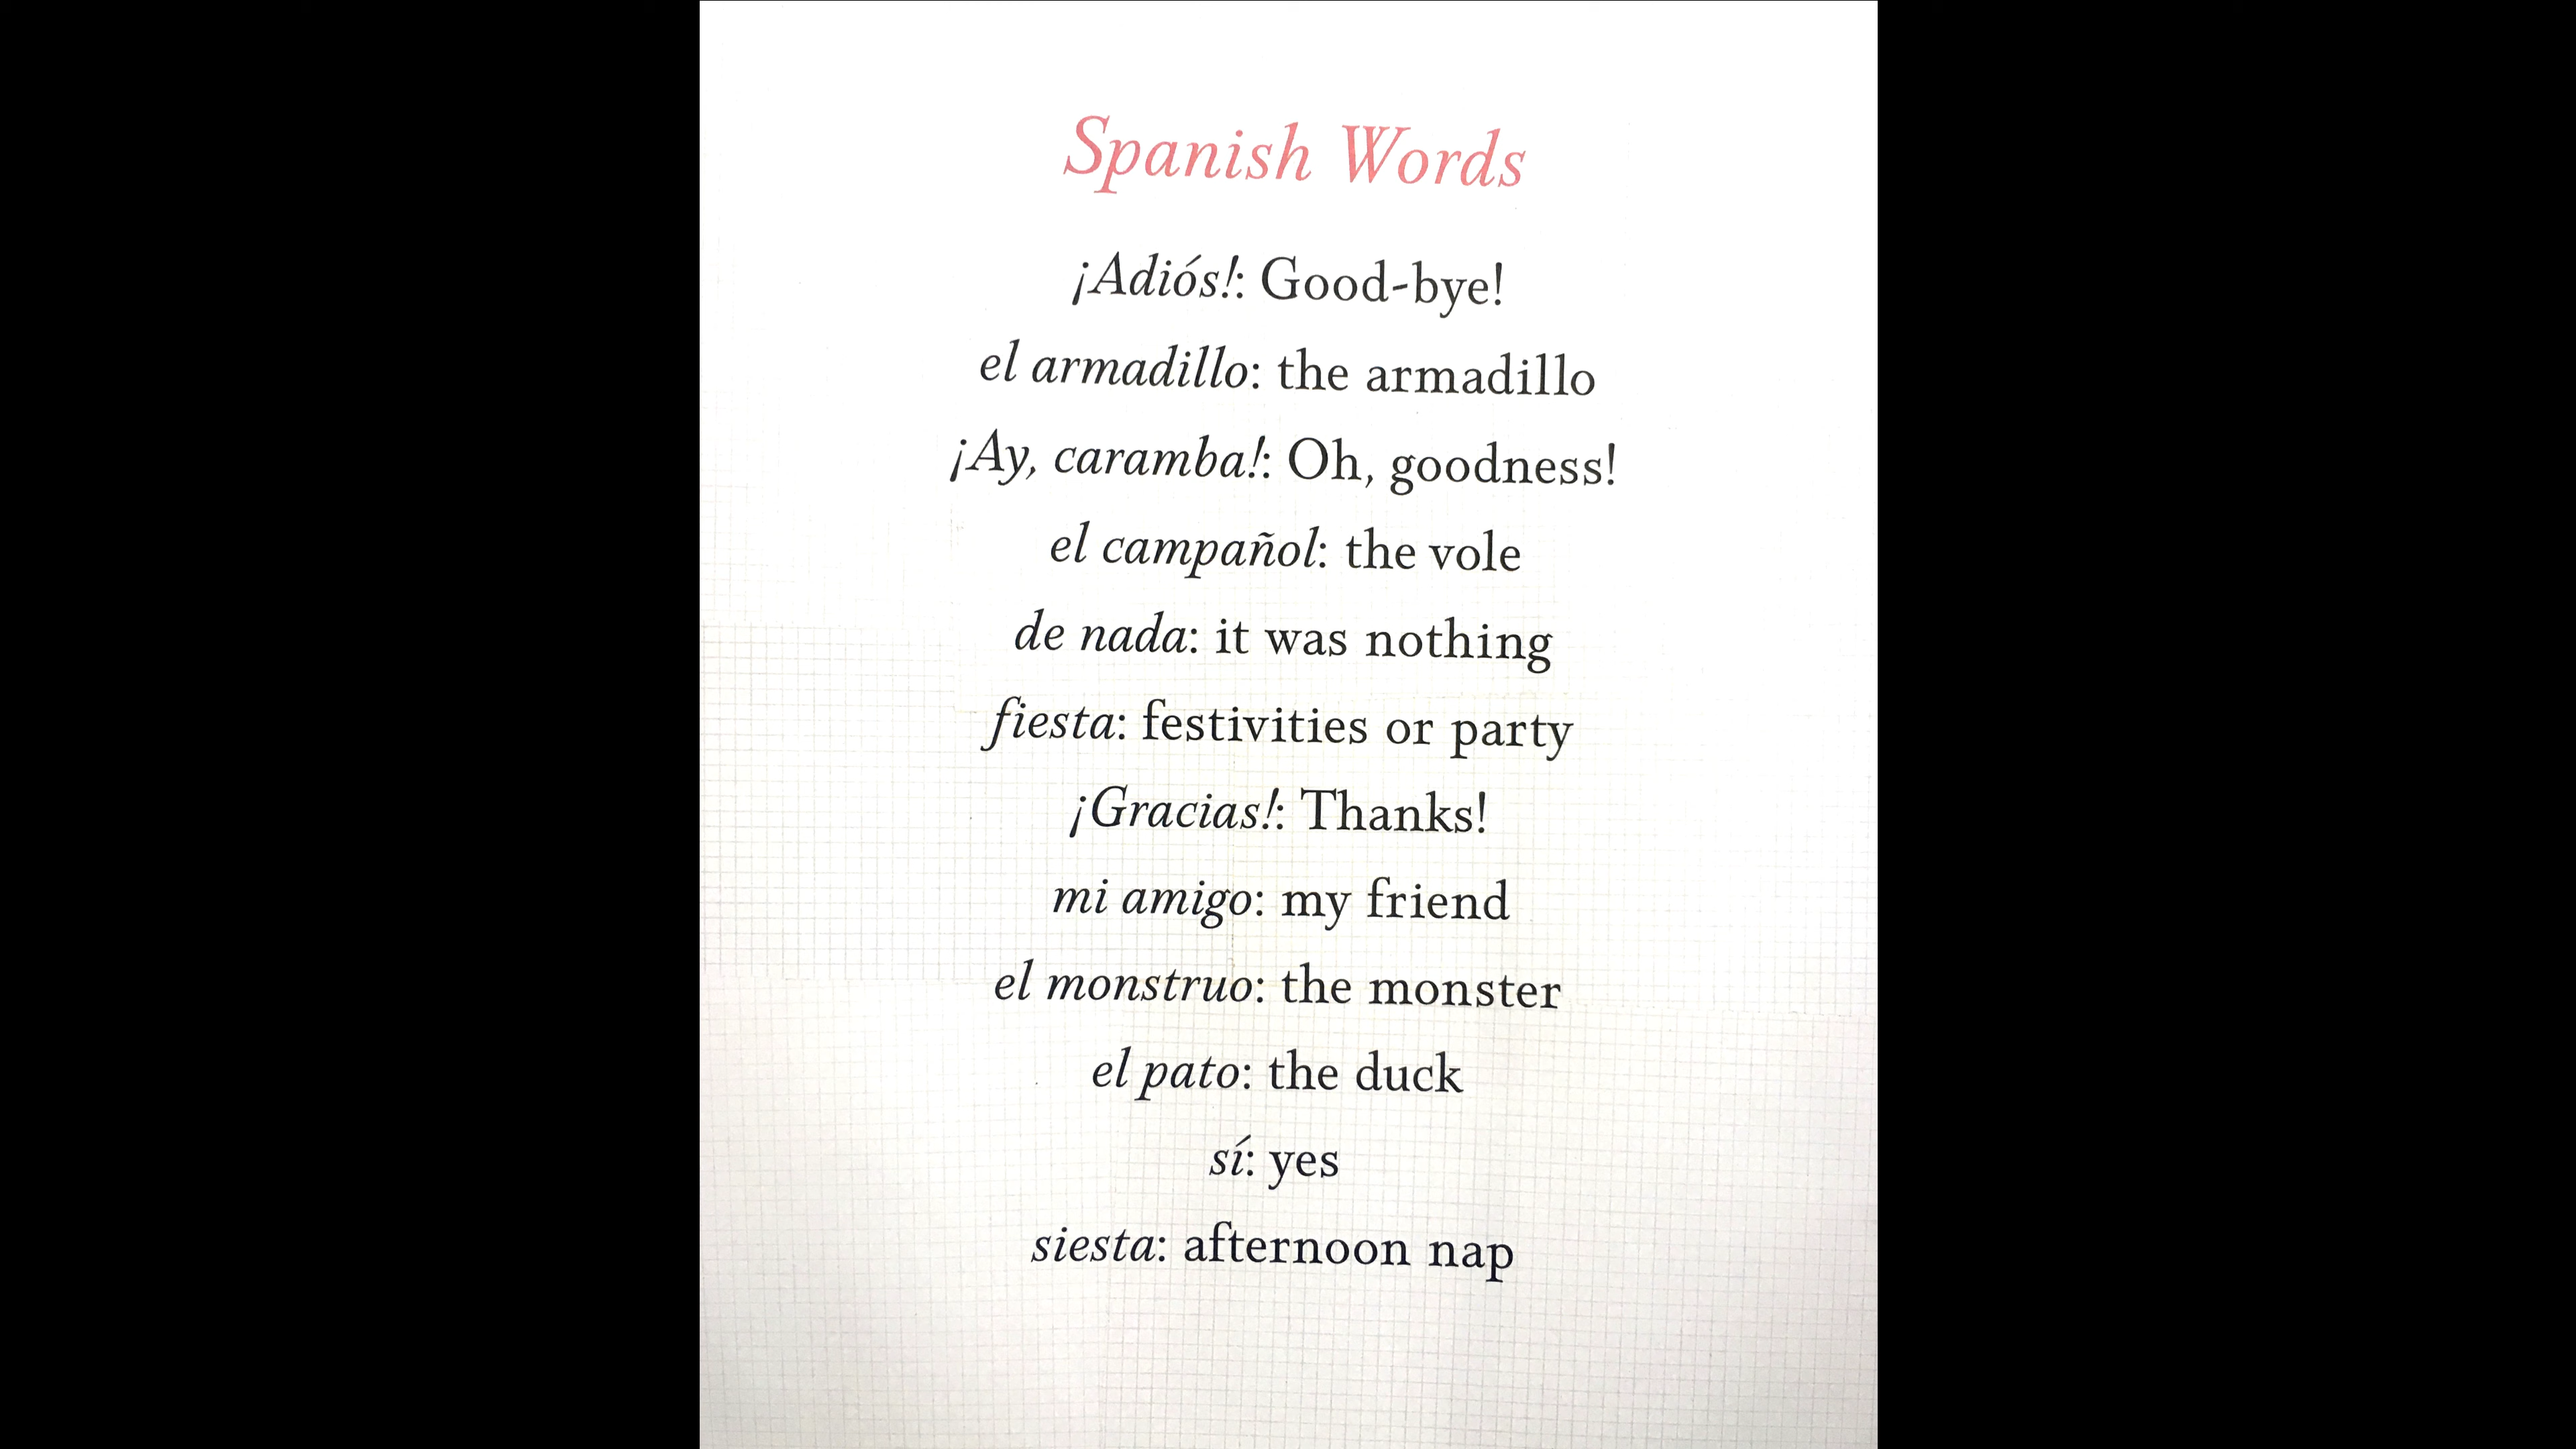 Spanish Words
¡Adiós!: Good-bye!
el armadillo: the armadillo
¡Ay, caramba!: Oh, goodness!
el campañol: the vole
de nada: it was nothing
fiesta: festivities or party
¡Gracias!: Thanks!
mi amigo: my friend
el monstruo: the monster
el pato: the duck
sí: yes
siesta: afternoon nap